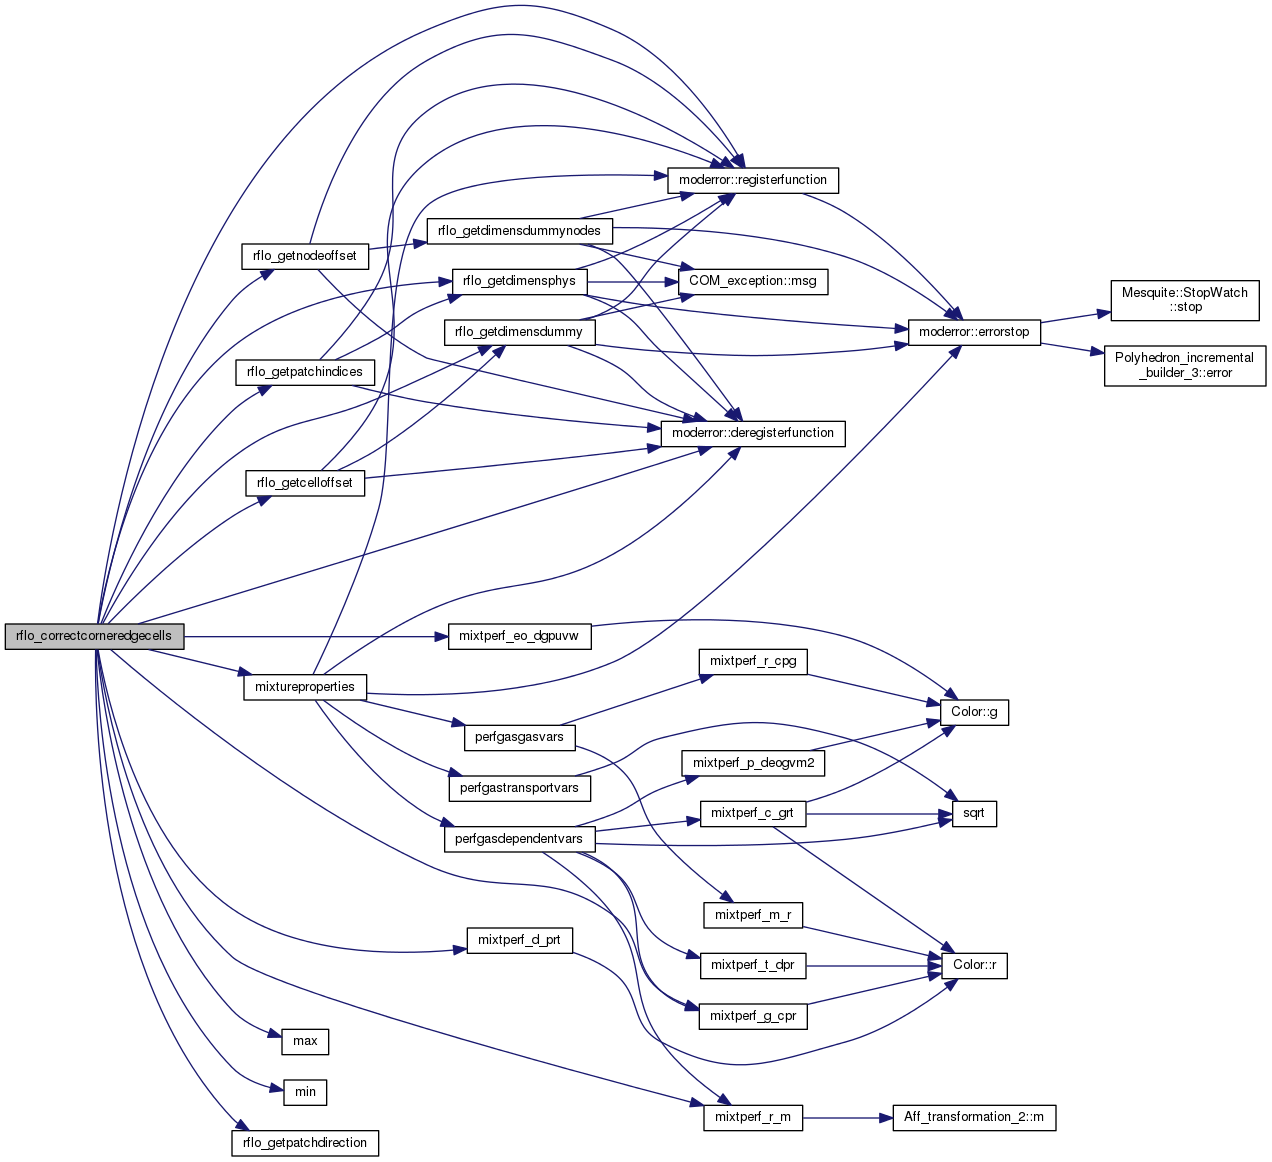 moderror::registerfunction
rflo_getdimensdummynodes
rflo_getnodeoffset
rflo_getdimensphys
COM_exception::msg
Mesquite::StopWatch
::stop
rflo_getdimensdummy
moderror::errorstop
Polyhedron_incremental
_builder_3::error
rflo_getpatchindices
moderror::deregisterfunction
rflo_getcelloffset
rflo_correctcorneredgecells
mixtperf_eo_dgpuvw
mixtperf_r_cpg
mixtureproperties
Color::g
perfgasgasvars
mixtperf_p_deogvm2
perfgastransportvars
mixtperf_c_grt
sqrt
perfgasdependentvars
mixtperf_m_r
mixtperf_d_prt
mixtperf_t_dpr
Color::r
mixtperf_g_cpr
max
min
mixtperf_r_m
Aff_transformation_2::m
rflo_getpatchdirection